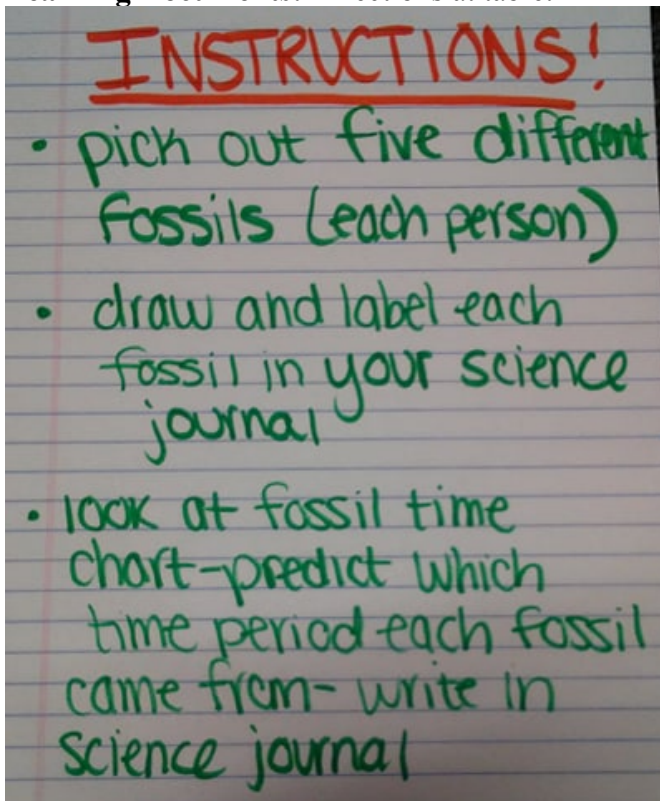 INSTRUCTIONS!
• pick out five different
fossils (each person)
• draw and label each
fossil in your science
journal
• look at fossil time
chart-predict which
time period each fossil
came from- write in
science journal